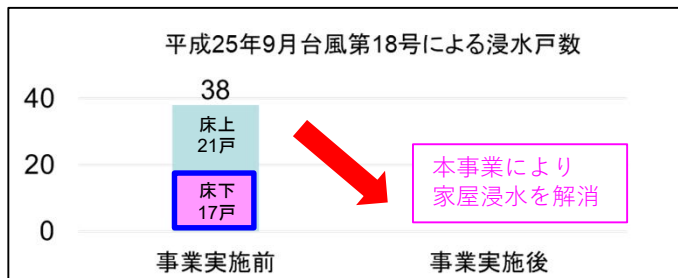 平成25年9月台風第18号による浸水戸数
40
38
床上
21戸
20
本事業により
家屋浸水を解消
床下
17戸
0
事業実施前
事業実施後